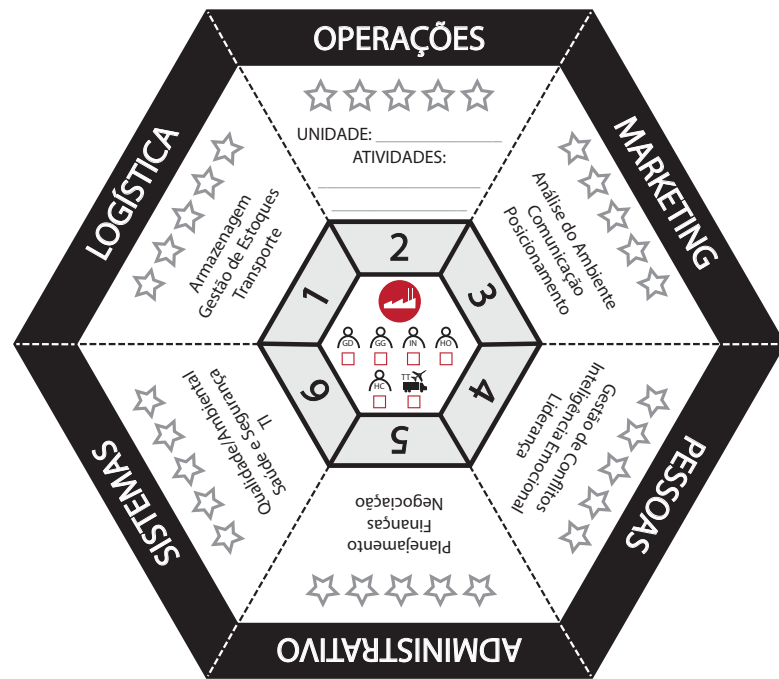 OPERAÇÕES
UNIDADE:
ATIVIDADES:
2
MARKETING
Análise do Ambiente
Comunicação
Posicionamento
3
PESSOAS
Gestão de Conflitos
Inteligência Emocional
Liderança
4
ADMINISTRATIVO
Planejamento
Finanças
Negociação
5
SISTEMAS
Qualidade/Ambiental
Saúde e Segurança
TI
6
LOGÍSTICA
Armazenagem
Gestão de Estoques
Transporte
1
GD GG IN HO
HC TT